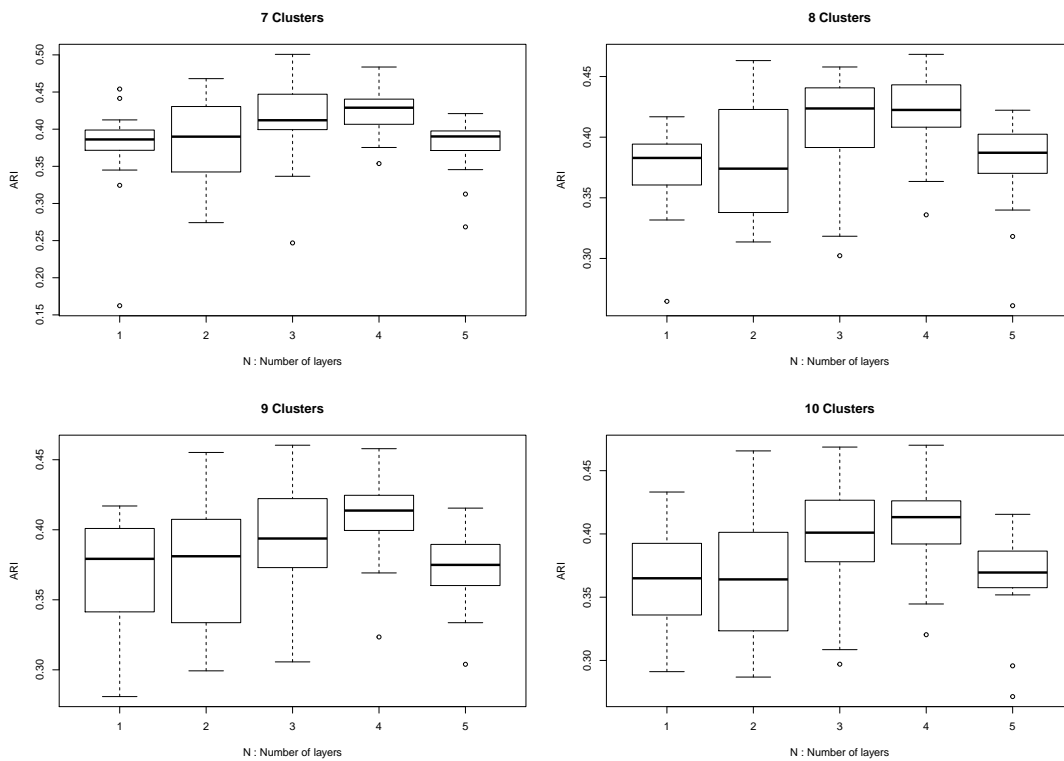 7 Clusters
ARI
0.50
0.45
0.40
0.35
0.30
0.25
0.20
0.15
1 2 3 4 5
N : Number of layers
8 Clusters
ARI
0.45
0.40
0.35
0.30
1 2 3 4 5
N : Number of layers
9 Clusters
ARI
0.45
0.40
0.35
0.30
1 2 3 4 5
N : Number of layers
10 Clusters
ARI
0.45
0.40
0.35
0.30
1 2 3 4 5
N : Number of layers